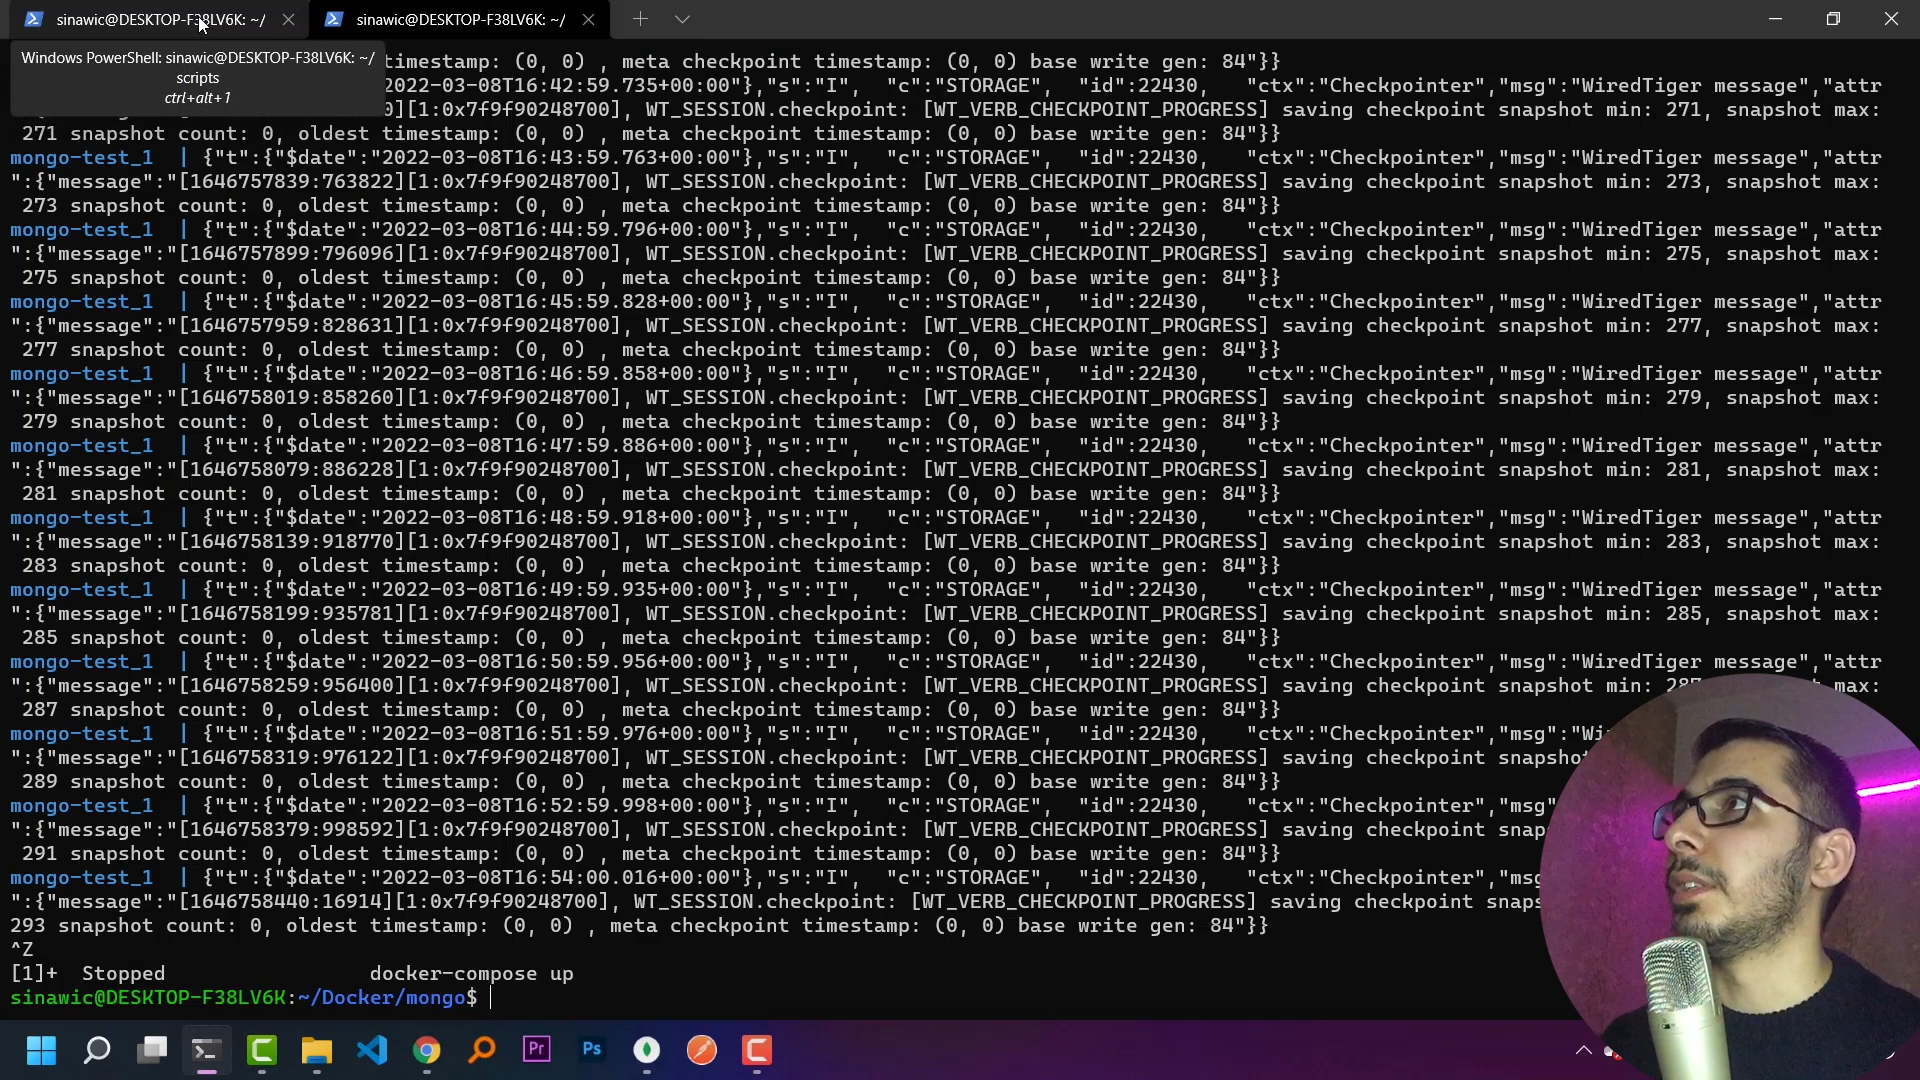 sinawic@DESKTOP-F38LV6K: ~/
sinawic@DESKTOP-F38LV6K: ~/
Windows PowerShell: sinawic@DESKTOP-F38LV6K: ~/
scripts
ctrl+alt+1
timestamp: (0, 0) , meta checkpoint timestamp: (0, 0) base write gen: 84"}}
2022-03-08T16:42:59.735+00:00"},"s":"I", "c":"STORAGE", "id":22430, "ctx":"Checkpointer","msg":"WiredTiger message","attr
0][1:0x7f9f90248700], WT_SESSION.checkpoint: [WT_VERB_CHECKPOINT_PROGRESS] saving checkpoint snapshot min: 271, snapshot max:
271 snapshot count: 0, oldest timestamp: (0, 0) , meta checkpoint timestamp: (0, 0) base write gen: 84"}}
mongo-test_1 | {"t":{"$date":"2022-03-08T16:43:59.763+00:00"},"s":"I", "c":"STORAGE", "id":22430, "ctx":"Checkpointer","msg":"WiredTiger message","attr
":{"message":"[1646757839:763822][1:0x7f9f90248700], WT_SESSION.checkpoint: [WT_VERB_CHECKPOINT_PROGRESS] saving checkpoint snapshot min: 273, snapshot max:
273 snapshot count: 0, oldest timestamp: (0, 0) , meta checkpoint timestamp: (0, 0) base write gen: 84"}}
mongo-test_1 | {"t":{"$date":"2022-03-08T16:44:59.796+00:00"},"s":"I", "c":"STORAGE", "id":22430, "ctx":"Checkpointer","msg":"WiredTiger message","attr
":{"message":"[1646757899:796096][1:0x7f9f90248700], WT_SESSION.checkpoint: [WT_VERB_CHECKPOINT_PROGRESS] saving checkpoint snapshot min: 275, snapshot max:
275 snapshot count: 0, oldest timestamp: (0, 0) , meta checkpoint timestamp: (0, 0) base write gen: 84"}}
mongo-test_1 | {"t":{"$date":"2022-03-08T16:45:59.828+00:00"},"s":"I", "c":"STORAGE", "id":22430, "ctx":"Checkpointer","msg":"WiredTiger message","attr
":{"message":"[1646757959:828631][1:0x7f9f90248700], WT_SESSION.checkpoint: [WT_VERB_CHECKPOINT_PROGRESS] saving checkpoint snapshot min: 277, snapshot max:
277 snapshot count: 0, oldest timestamp: (0, 0) , meta checkpoint timestamp: (0, 0) base write gen: 84"}}
mongo-test_1 | {"t":{"$date":"2022-03-08T16:46:59.858+00:00"},"s":"I", "c":"STORAGE", "id":22430, "ctx":"Checkpointer","msg":"WiredTiger message","attr
":{"message":"[1646758019:858260][1:0x7f9f90248700], WT_SESSION.checkpoint: [WT_VERB_CHECKPOINT_PROGRESS] saving checkpoint snapshot min: 279, snapshot max:
279 snapshot count: 0, oldest timestamp: (0, 0) , meta checkpoint timestamp: (0, 0) base write gen: 84"}}
mongo-test_1 | {"t":{"$date":"2022-03-08T16:47:59.886+00:00"},"s":"I", "c":"STORAGE", "id":22430, "ctx":"Checkpointer","msg":"WiredTiger message","attr
":{"message":"[1646758079:886228][1:0x7f9f90248700], WT_SESSION.checkpoint: [WT_VERB_CHECKPOINT_PROGRESS] saving checkpoint snapshot min: 281, snapshot max:
281 snapshot count: 0, oldest timestamp: (0, 0) , meta checkpoint timestamp: (0, 0) base write gen: 84"}}
mongo-test_1 | {"t":{"$date":"2022-03-08T16:48:59.918+00:00"},"s":"I", "c":"STORAGE", "id":22430, "ctx":"Checkpointer","msg":"WiredTiger message","attr
":{"message":"[1646758139:918770][1:0x7f9f90248700], WT_SESSION.checkpoint: [WT_VERB_CHECKPOINT_PROGRESS] saving checkpoint snapshot min: 283, snapshot max:
283 snapshot count: 0, oldest timestamp: (0, 0) , meta checkpoint timestamp: (0, 0) base write gen: 84"}}
mongo-test_1 | {"t":{"$date":"2022-03-08T16:49:59.935+00:00"},"s":"I", "c":"STORAGE", "id":22430, "ctx":"Checkpointer","msg":"WiredTiger message","attr
":{"message":"[1646758199:935781][1:0x7f9f90248700], WT_SESSION.checkpoint: [WT_VERB_CHECKPOINT_PROGRESS] saving checkpoint snapshot min: 285, snapshot max:
285 snapshot count: 0, oldest timestamp: (0, 0) , meta checkpoint timestamp: (0, 0) base write gen: 84"}}
mongo-test_1 | {"t":{"$date":"2022-03-08T16:50:59.956+00:00"},"s":"I", "c":"STORAGE", "id":22430, "ctx":"Checkpointer","msg":"WiredTiger message","attr
":{"message":"[1646758259:956400][1:0x7f9f90248700], WT_SESSION.checkpoint: [WT_VERB_CHECKPOINT_PROGRESS] saving checkpoint snapshot min: 287, snapshot max:
287 snapshot count: 0, oldest timestamp: (0, 0) , meta checkpoint timestamp: (0, 0) base write gen: 84"}}
mongo-test_1 | {"t":{"$date":"2022-03-08T16:51:59.976+00:00"},"s":"I", "c":"STORAGE", "id":22430, "ctx":"Checkpointer","msg":"Wi
":{"message":"[1646758319:976122][1:0x7f9f90248700], WT_SESSION.checkpoint: [WT_VERB_CHECKPOINT_PROGRESS] saving checkpoint snapshot
289 snapshot count: 0, oldest timestamp: (0, 0) , meta checkpoint timestamp: (0, 0) base write gen: 84"}}
mongo-test_1 | {"t":{"$date":"2022-03-08T16:52:59.998+00:00"},"s":"I", "c":"STORAGE", "id":22430, "ctx":"Checkpointer","msg"
":{"message":"[1646758379:998592][1:0x7f9f90248700], WT_SESSION.checkpoint: [WT_VERB_CHECKPOINT_PROGRESS] saving checkpoint snap
291 snapshot count: 0, oldest timestamp: (0, 0) , meta checkpoint timestamp: (0, 0) base write gen: 84"}}
mongo-test_1 | {"t":{"$date":"2022-03-08T16:54:00.016+00:00"},"s":"I", "c":"STORAGE", "id":22430, "ctx":"Checkpointer","msg
":{"message":"[1646758440:16914][1:0x7f9f90248700], WT_SESSION.checkpoint: [WT_VERB_CHECKPOINT_PROGRESS] saving checkpoint snaps
293 snapshot count: 0, oldest timestamp: (0, 0) , meta checkpoint timestamp: (0, 0) base write gen: 84"}}
^Z
[1]+ Stopped docker-compose up
sinawic@DESKTOP-F38LV6K:~/Docker/mongo$
Pr
Ps